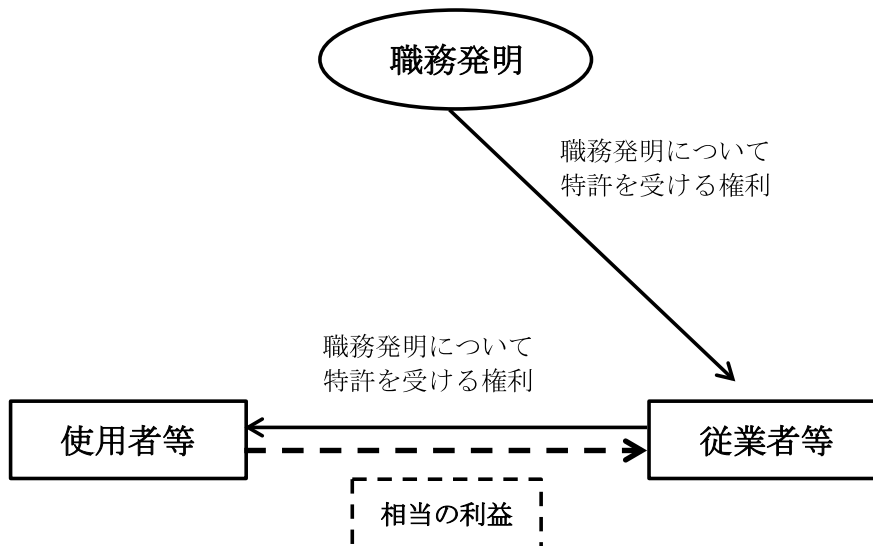 職務発明
職務発明について
特許を受ける権利
職務発明について
特許を受ける権利
使用者等
従業者等
相当の利益